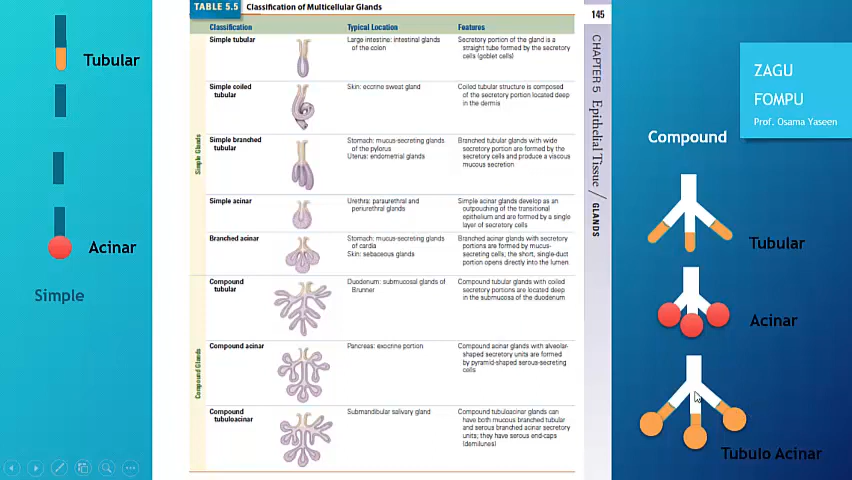 Tubular
Acinar
Simple
TABLE 5.5 Classification of Multicellular Glands
Classification Typical Location Features
Simple Glands
Simple tubular
Large intestine: intestinal glands
of the colon
Secretory portion of the gland is a
straight tube formed by the secretory
cells (goblet cells)
Simple coiled
tubular
Skin: eccrine sweat gland
Coiled tubular structure is composed
of the secretory portion located deep
in the dermis
Simple branched
tubular
Stomach: mucus-secreting glands
of the pylorus
Uterus: endometrial glands
Branched tubular glands with wide
secretory portion are formed by the
secretory cells and produce a viscous
mucous secretion
Simple acinar
Urethra: paraurethral and
periurethral glands
Simple acinar glands develop as an
outpouching of the transitional
epithelium and are formed by a single
layer of secretory cells
Branched acinar
Stomach: mucus-secreting glands
of cardia
Skin: sebaceous glands
Branched acinar glands with secretory
portions are formed by mucus-
secreting cells; the short, single-duct
portion opens directly into the lumen.
Compound Glands
Compound
tubular
Duodenum: submucosal glands of
Brunner
Compound tubular glands with coiled
secretory portions are located deep
in the submucosa of the duodenum
Compound acinar
Pancreas: exocrine portion
Compound acinar glands with alveolar-
shaped secretory units are formed
by pyramid-shaped serous-secreting
cells
Compound
tubuloacinar
Submandibular salivary gland
Compound tubuloacinar glands can
have both mucous branched tubular
and serous branched acinar secretory
units; they have serous end-caps
(demilunes)
145
CHAPTER 5 Epithelial Tissue / GLANDS
ZAGU
FOMPU
Prof. Osama Yaseen
Compound
Tubular
Acinar
Tubulo Acinar